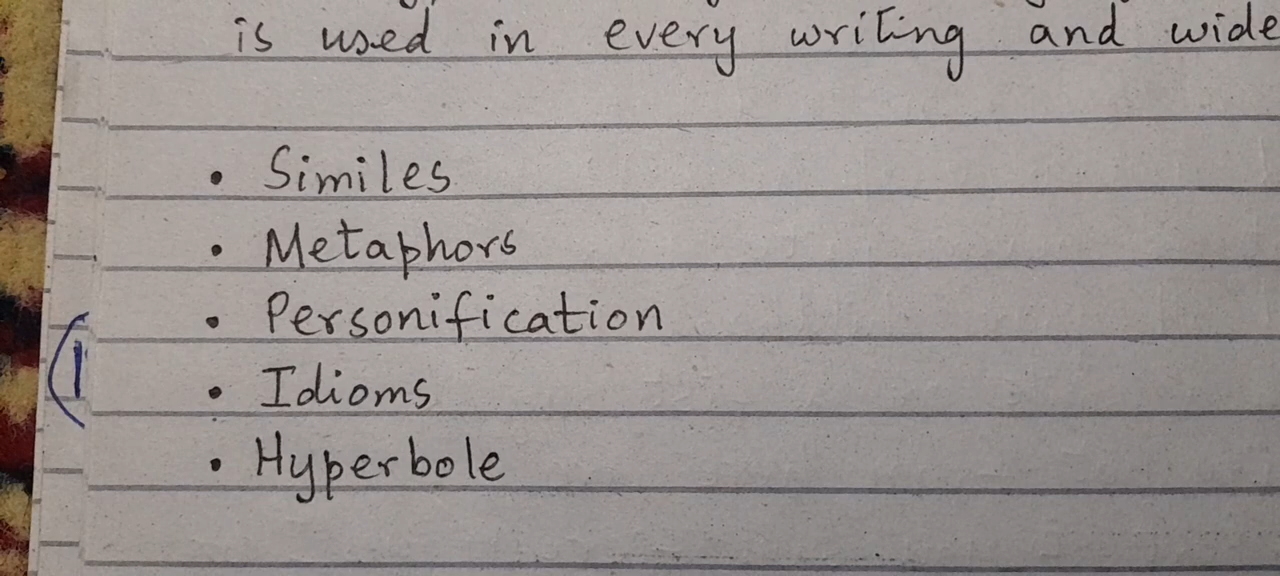 is used in every writing and wide
• Similes
• Metaphors
• Personification
• Idioms
• Hyperbole